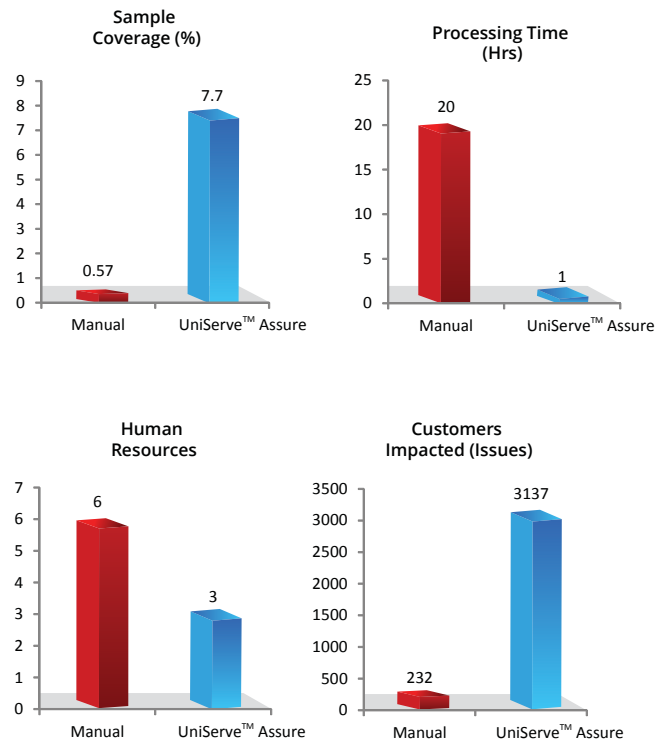 Sample
Coverage (%)
9
8
7
6
5
4
3
2
1
0
7.7
0.57
Manual
UniServe™ Assure
Processing Time
(Hrs)
25
20
15
10
5
0
20
1
Manual
UniServe™ Assure
Human
Resources
7
6
5
4
3
2
1
0
6
3
Manual
UniServe™ Assure
Customers
Impacted (Issues)
3500
3000
2500
2000
1500
1000
500
0
3137
232
Manual
UniServe™ Assure